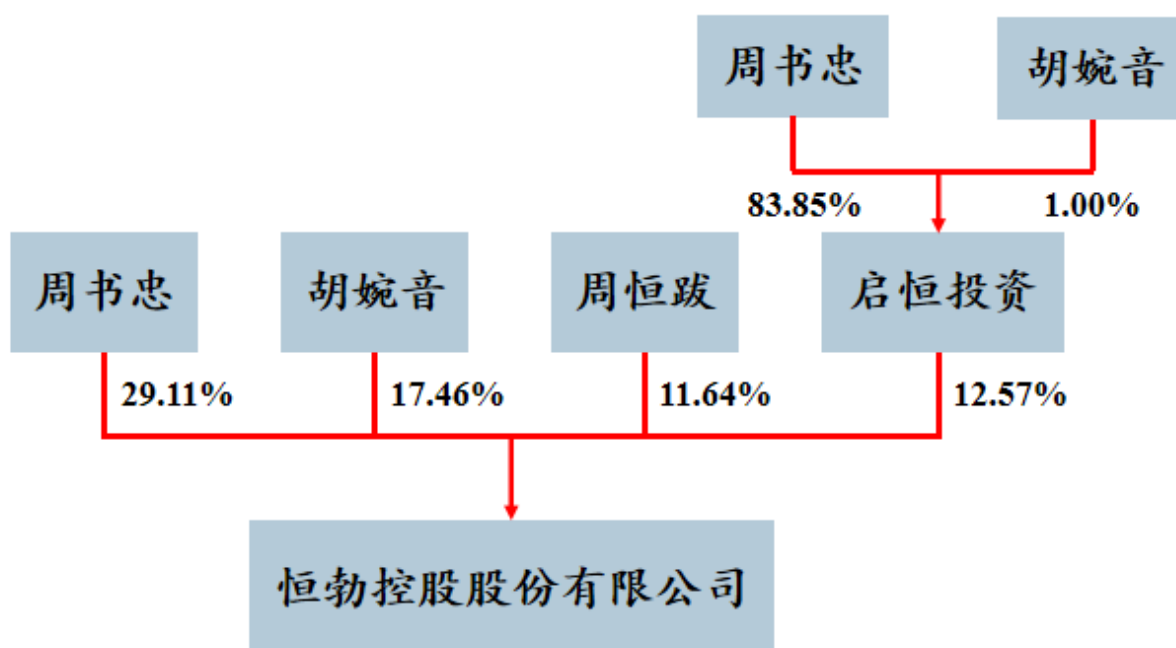 周书忠
胡婉音
83.85%
1.00%
周书忠
胡婉音
周恒跋
启恒投资
29.11%
17.46%
11.64%
12.57%
恒勃控股股份有限公司